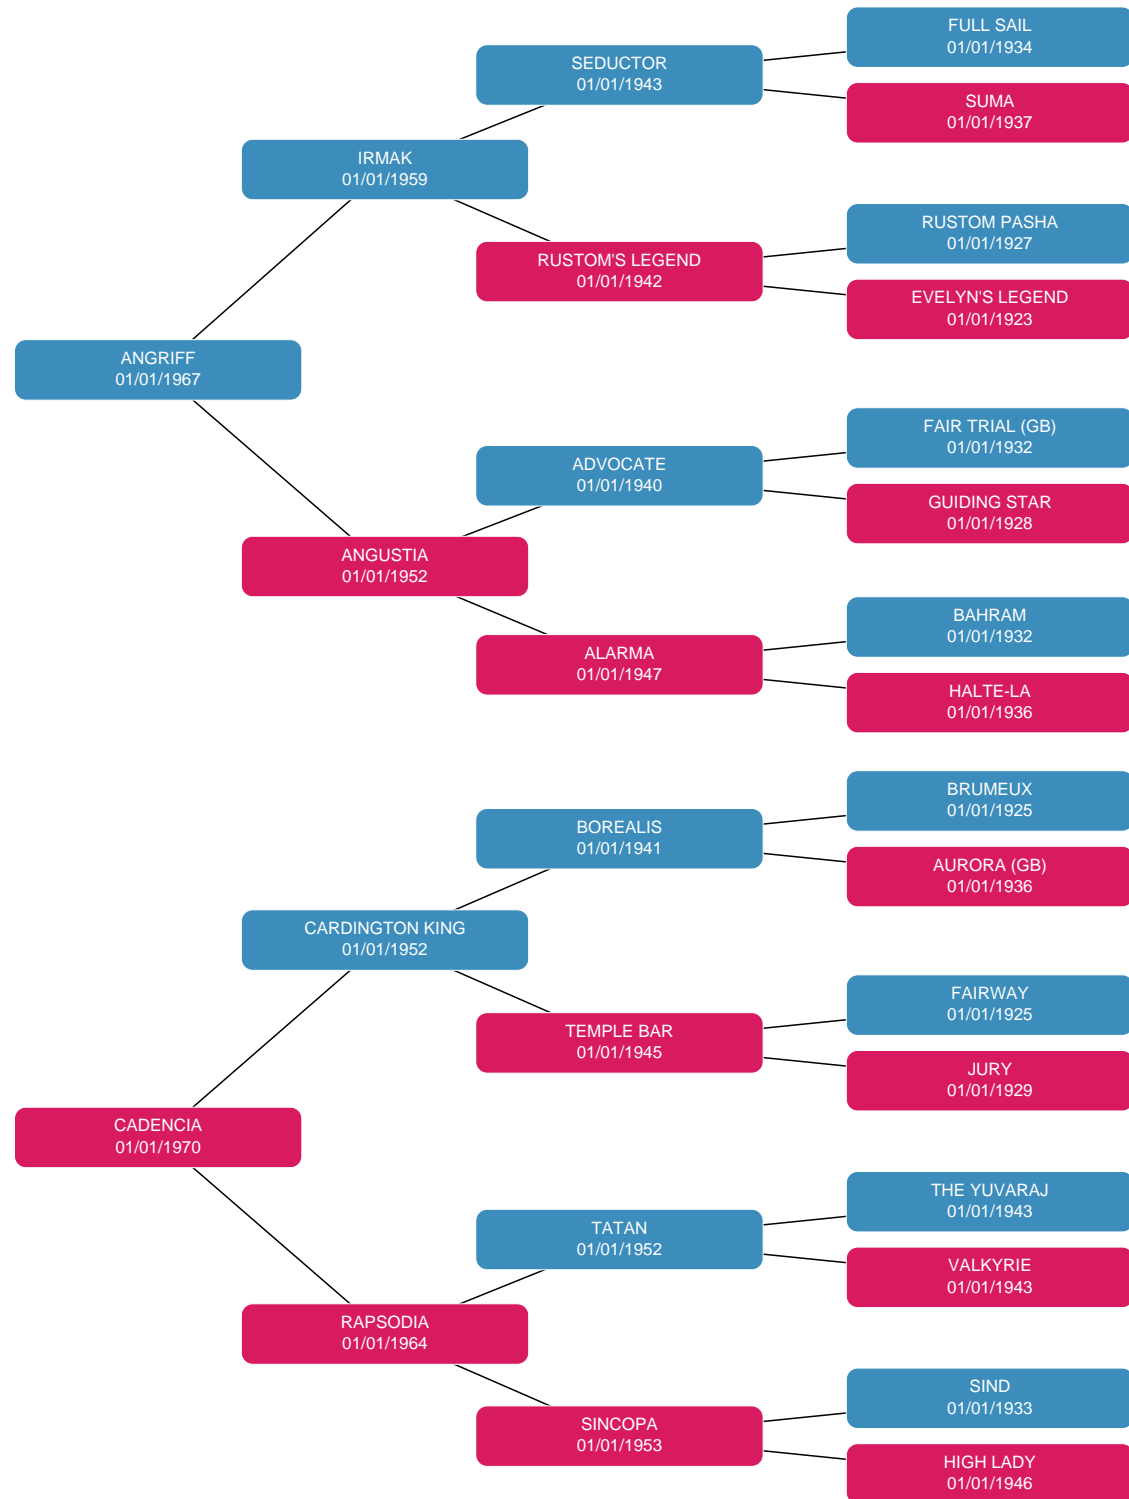 FULL SAIL
01/01/1934
SEDUCTOR
01/01/1943
SUMA
01/01/1937
IRMAK
01/01/1959
RUSTOM PASHA
01/01/1927
RUSTOM'S LEGEND
01/01/1942
EVELYN'S LEGEND
01/01/1923
ANGRIFF
01/01/1967
FAIR TRIAL (GB)
01/01/1932
ADVOCATE
01/01/1940
GUIDING STAR
01/01/1928
ANGUSTIA
01/01/1952
BAHRAM
01/01/1932
ALARMA
01/01/1947
HALTE-LA
01/01/1936
BRUMEUX
01/01/1925
BOREALIS
01/01/1941
AURORA (GB)
01/01/1936
CARDINGTON KING
01/01/1952
FAIRWAY
01/01/1925
TEMPLE BAR
01/01/1945
JURY
01/01/1929
CADENCIA
01/01/1970
THE YUVARAJ
01/01/1943
TATAN
01/01/1952
VALKYRIE
01/01/1943
RAPSODIA
01/01/1964
SIND
01/01/1933
SINCOPA
01/01/1953
HIGH LADY
01/01/1946